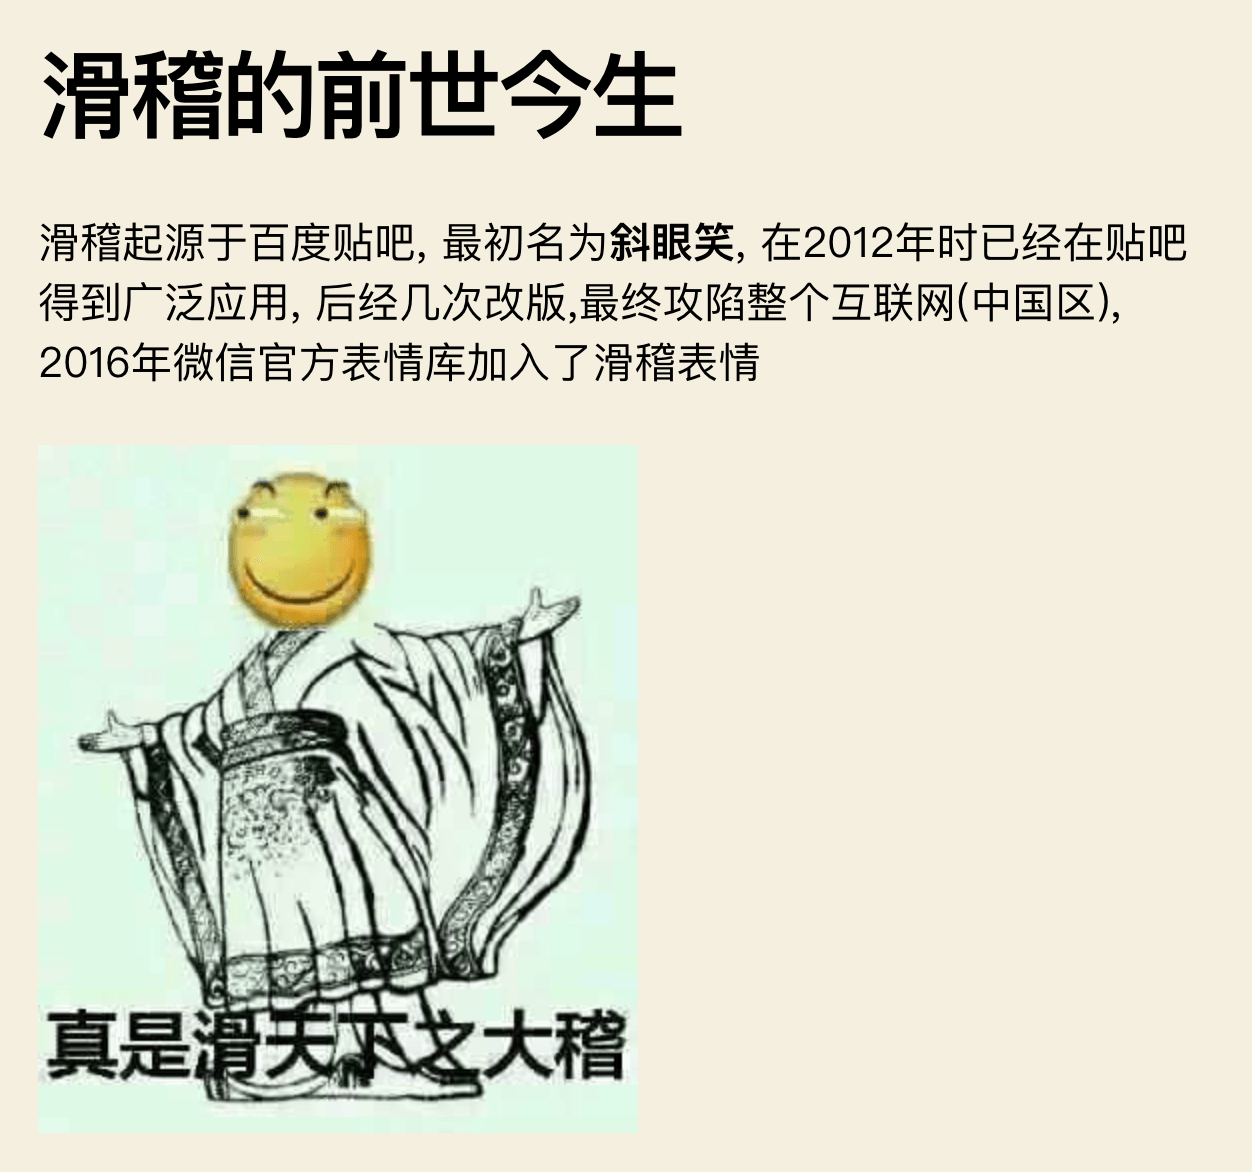 滑稽的前世今生
滑稽起源于百度贴吧, 最初名为斜眼笑, 在2012年时已经在贴吧
得到广泛应用, 后经几次改版,最终攻陷整个互联网(中国区),
2016年微信官方表情库加入了滑稽表情
真是滑天下之大稽